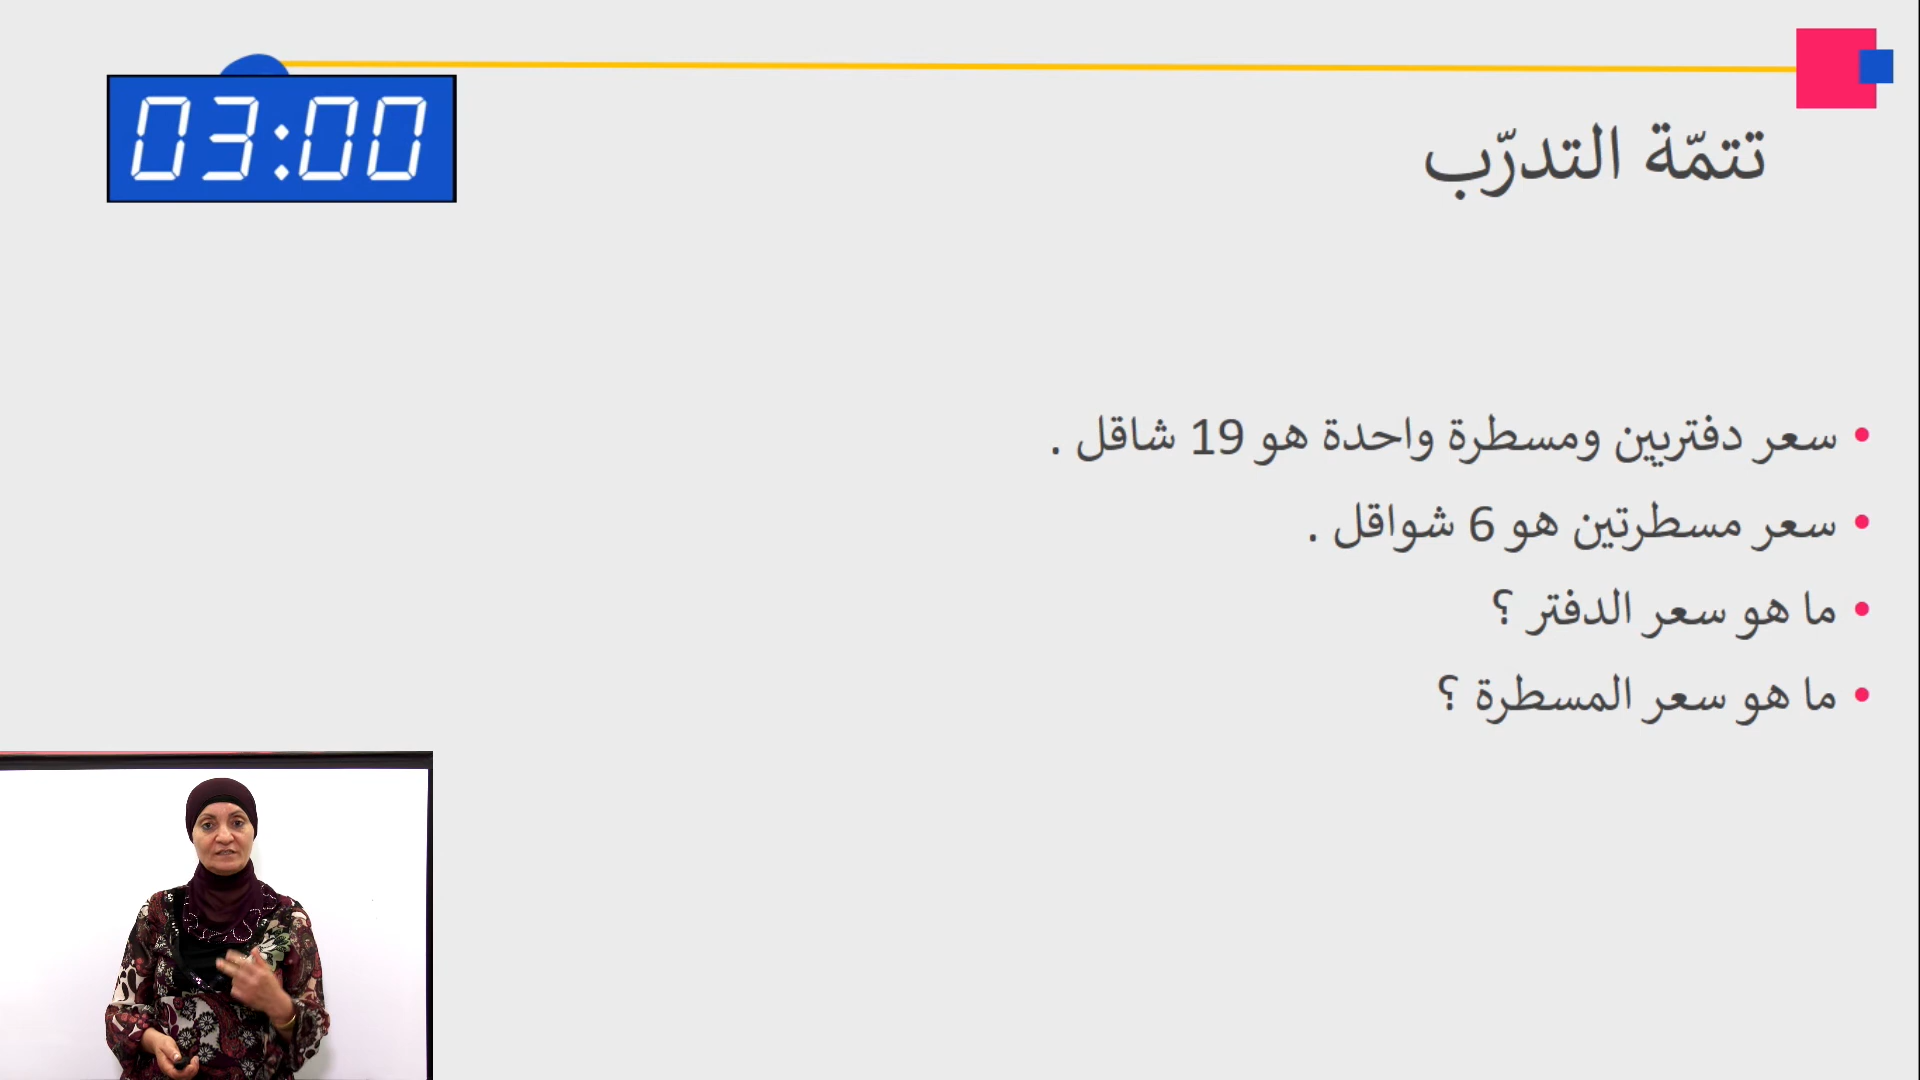 03:00
تتمّة التدرّب
• سعر دفتريين ومسطرة واحدة هو 19 شاقل .
• سعر مسطرتين هو 6 شواقل .
• ما هو سعر الدفتر ؟
• ما هو سعر المسطرة ؟